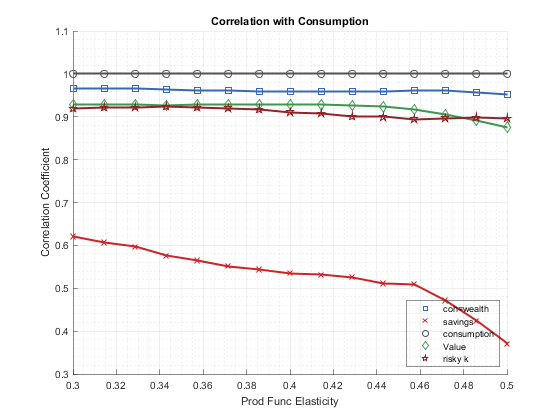 Correlation with Consumption
1.1
1
0.9
0.8
0.7
0.6
0.5
0.4
0.3
Correlation Coefficient
coh-wealth
savings
consumption
Value
risky k
0.3 0.32 0.34 0.36 0.38 0.4 0.42 0.44 0.46 0.48 0.5
Prod Func Elasticity